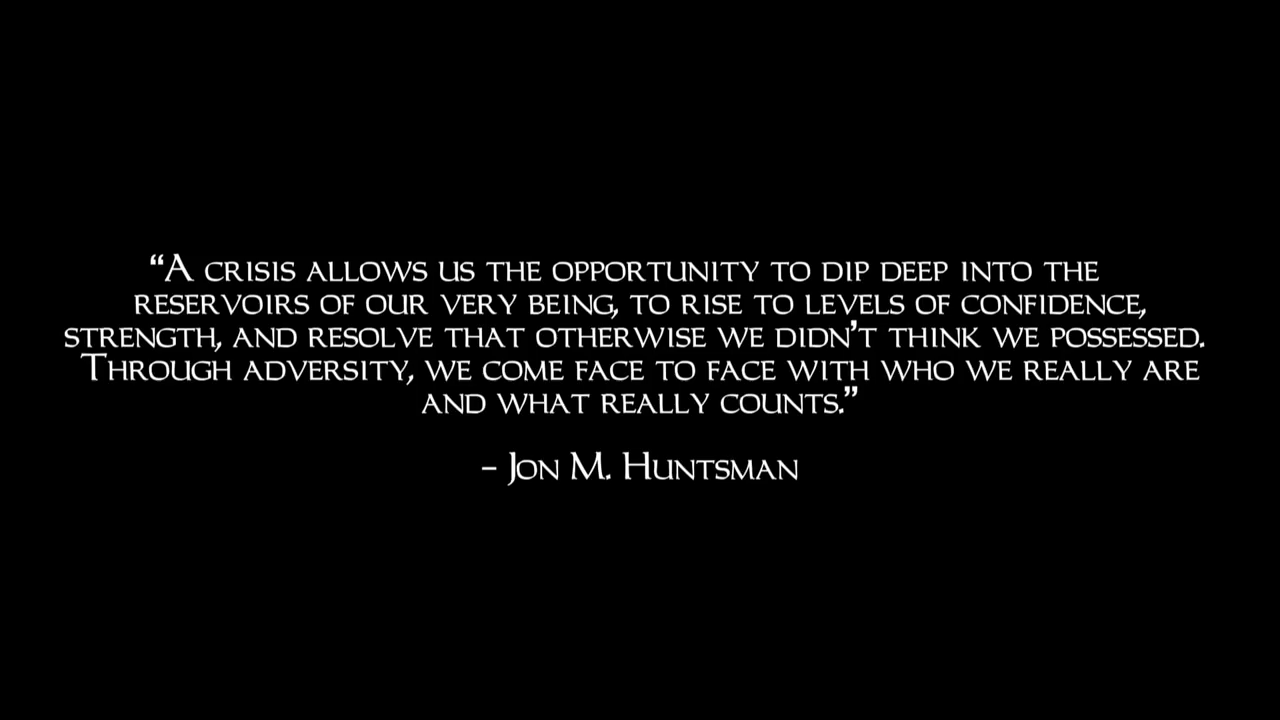 “A crisis allows us the opportunity to dip deep into the
reservoirs of our very being, to rise to levels of confidence,
strength, and resolve that otherwise we didn’t think we possessed.
Through adversity, we come face to face with who we really are
and what really counts.”
– Jon M. Huntsman